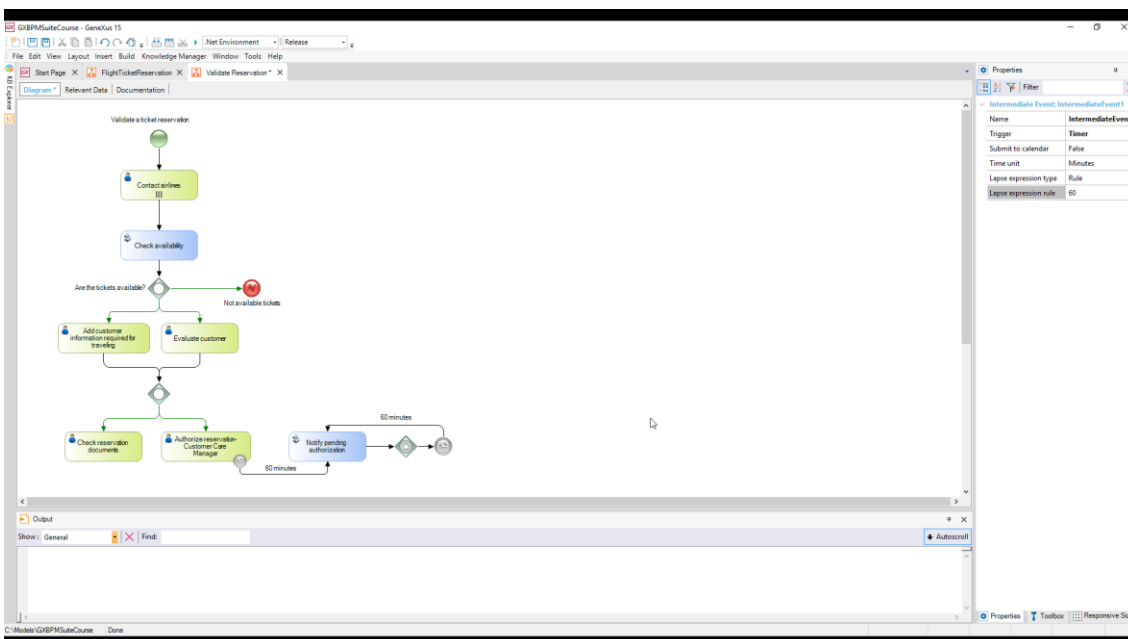 GXBPMSuiteCourse - GeneXus 15
.Net Environment Release
File Edit View Layout Insert Build Knowledge Manager Window Tools Help
KB Explorer
Start Page X FlightTicketReservation X Validate Reservation * X
Diagram * Relevant Data Documentation
Validate a ticket reservation
Contact airlines
Check availability
Are the tickets available?
Not available tickets
Add customer
information required for
traveling
Evaluate customer
Check reservation
documents
Authorize reservation-
Customer Care
Manager
60 minutes
Notify pending
authorization
60 minutes
Properties
Filter
Intermediate Event: IntermediateEvent1
Name IntermediateEven
Trigger Timer
Submit to calendar False
Time unit Minutes
Lapse expression type Rule
Lapse expression rule 60
Output
Show: General Find: Autoscroll
Properties Toolbox Responsive Si
C:\Models\GXBPMSuiteCourse Done